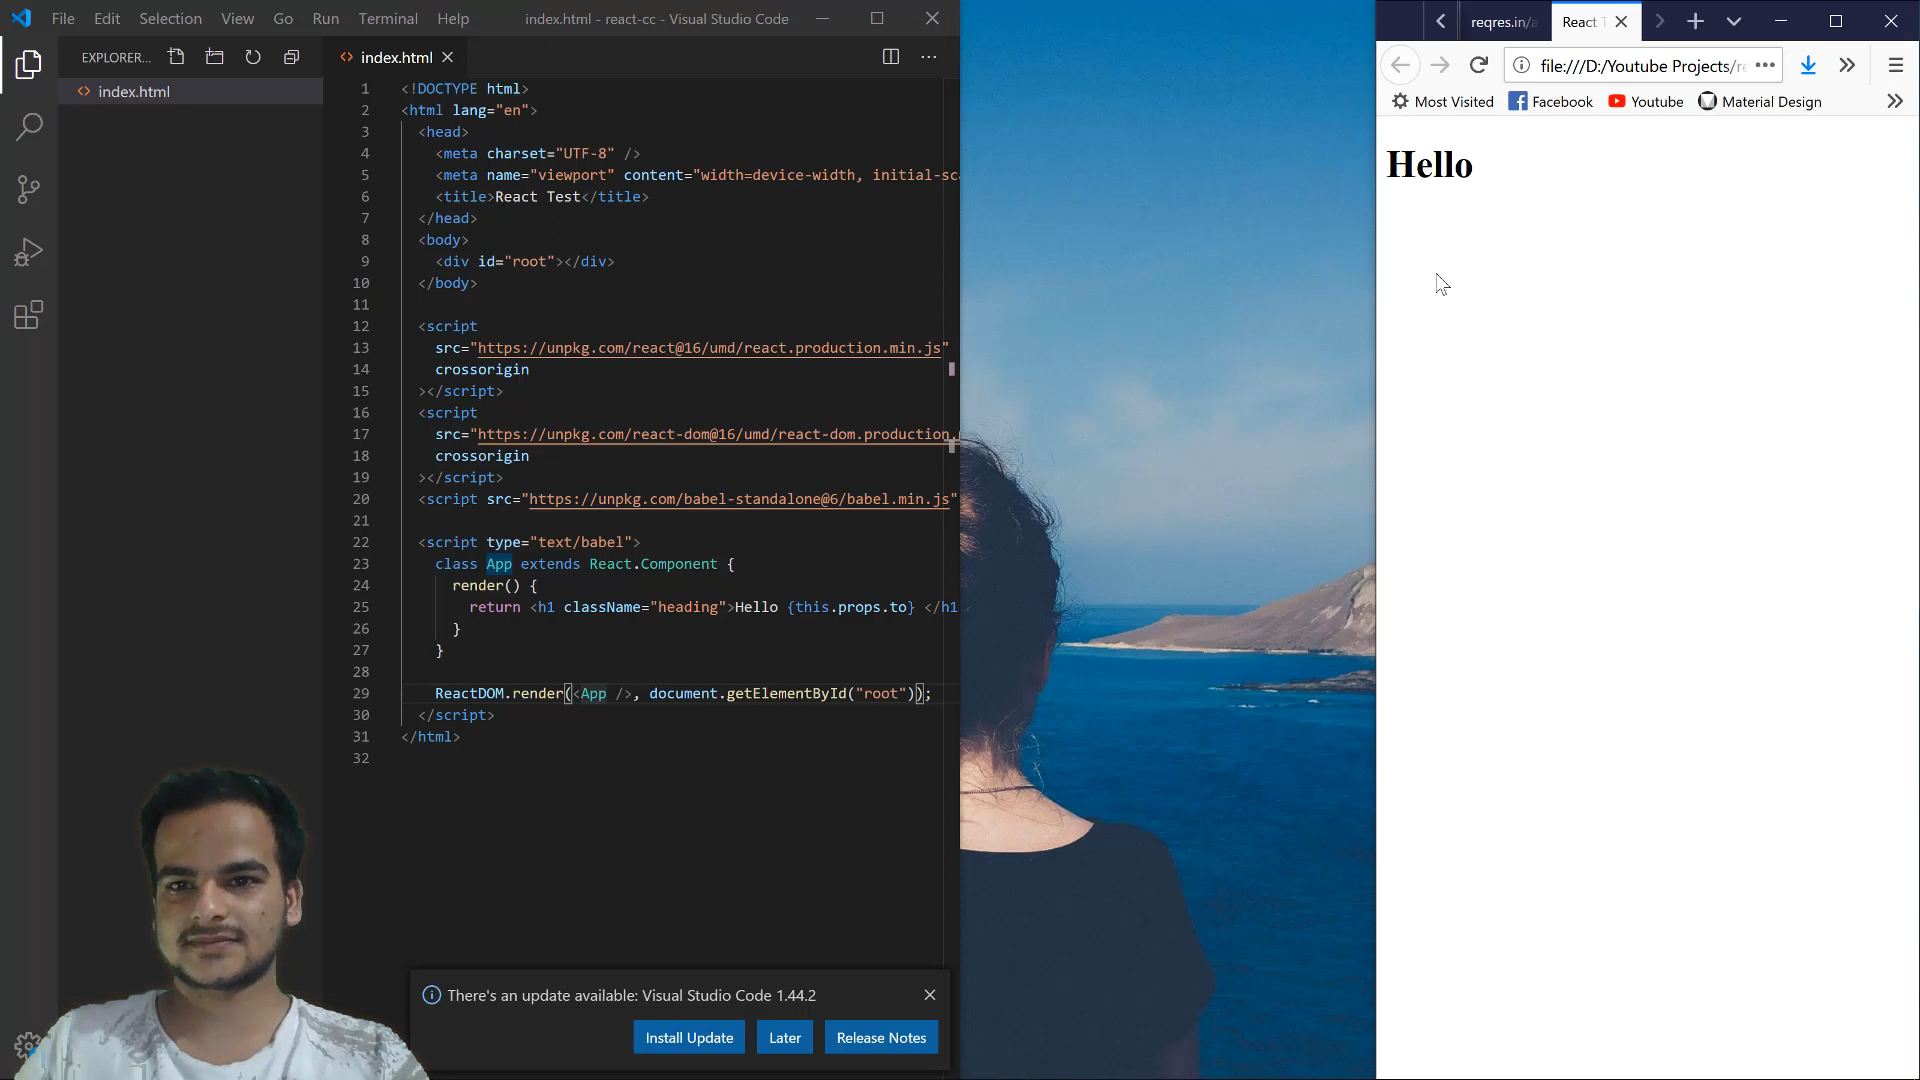 File Edit Selection View Go Run Terminal Help
index.html - react-cc - Visual Studio Code
EXPLORER...
index.html
index.html
1 <!DOCTYPE html>
2 <html lang="en">
3 <head>
4 <meta charset="UTF-8" />
5 <meta name="viewport" content="width=device-width, initial-sc
6 <title>React Test</title>
7 </head>
8 <body>
9 <div id="root"></div>
10 </body>
11
12 <script
13 src="https://unpkg.com/react@16/umd/react.production.min.js"
14 crossorigin
15 ></script>
16 <script
17 src="https://unpkg.com/react-dom@16/umd/react-dom.production.
18 crossorigin
19 ></script>
20 <script src="https://unpkg.com/babel-standalone@6/babel.min.js"
21
22 <script type="text/babel">
23 class App extends React.Component {
24 render() {
25 return <h1 className="heading">Hello {this.props.to} </h1
26 }
27 }
28
29 ReactDOM.render(<App />, document.getElementById("root"));
30 </script>
31 </html>
32
There's an update available: Visual Studio Code 1.44.2
Install Update Later Release Notes
reqres.in/ React
file:///D:/Youtube Projects/re
Most Visited Facebook Youtube Material Design
Hello